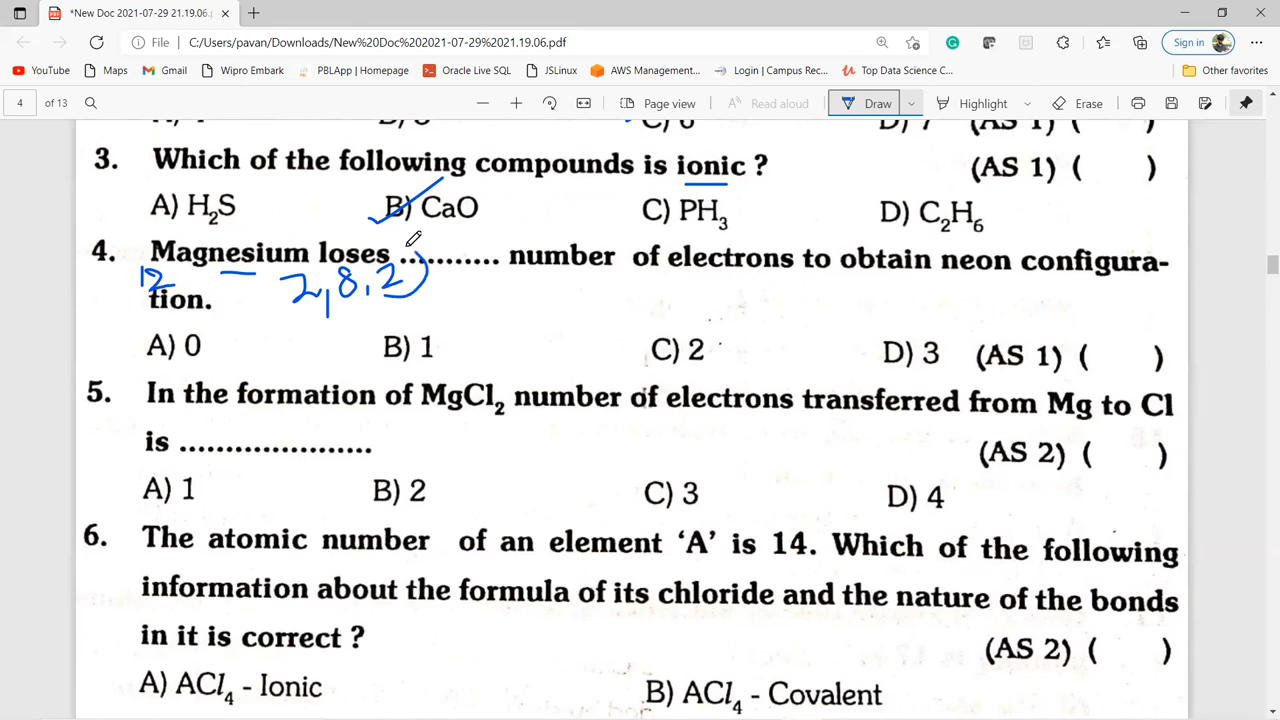 *New Doc 2021-07-29 21.19.06.p
File C:/Users/pavan/Downloads/New%20Doc%202021-07-29%2021.19.06.pdf Sign in
YouTube Maps Gmail Wipro Embark PBLApp | Homepage Oracle Live SQL JSLinux AWS Management... Login | Campus Rec... Top Data Science C... Other favorites
4 of 13 Page view Read aloud Draw Highlight Erase
(AS 1) ( )
3. Which of the following compounds is ionic ? (AS 1) ( )
A) H₂S B) CaO C) PH₃ D) C₂H₆
4. Magnesium loses ........... number of electrons to obtain neon configura-
12 2, 8, 2)
tion.
A) 0 B) 1 C) 2 D) 3 (AS 1) ( )
5. In the formation of MgCl₂ number of electrons transferred from Mg to Cl
is ..................... (AS 2) ( )
A) 1 B) 2 C) 3 D) 4
6. The atomic number of an element ‘A’ is 14. Which of the following
information about the formula of its chloride and the nature of the bonds
in it is correct ? (AS 2) ( )
A) ACl₄ - Ionic B) ACl₄ - Covalent